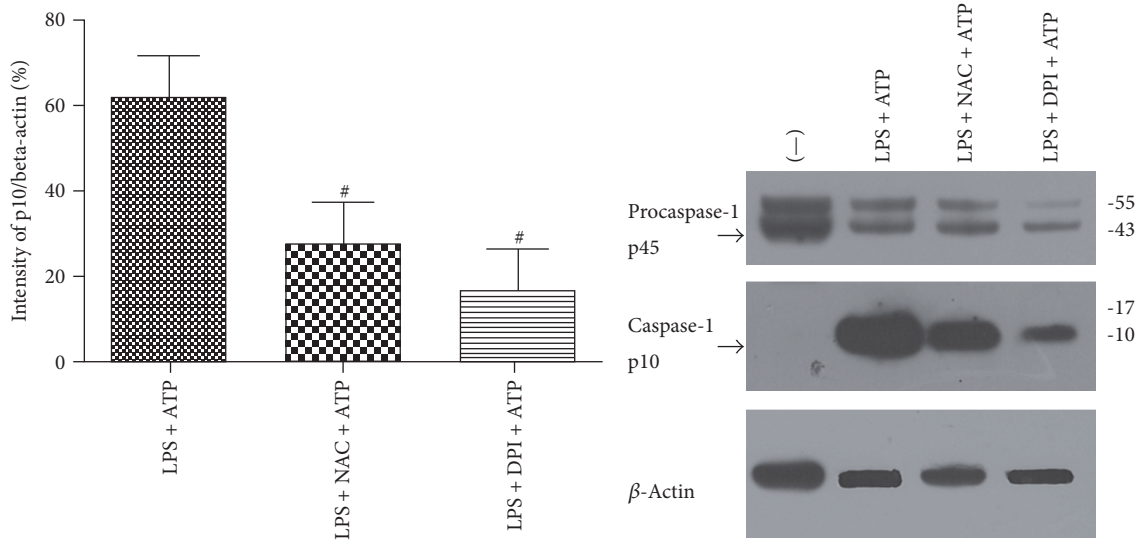 80
60
40
20
0
Intensity of p10/beta-actin (%)
#
#
LPS + ATP
LPS + NAC + ATP
LPS + DPI + ATP
(−)
LPS + ATP
LPS + NAC + ATP
LPS + DPI + ATP
Procaspase-1
p45
-55
-43
Caspase-1
p10
-17
-10
β-Actin